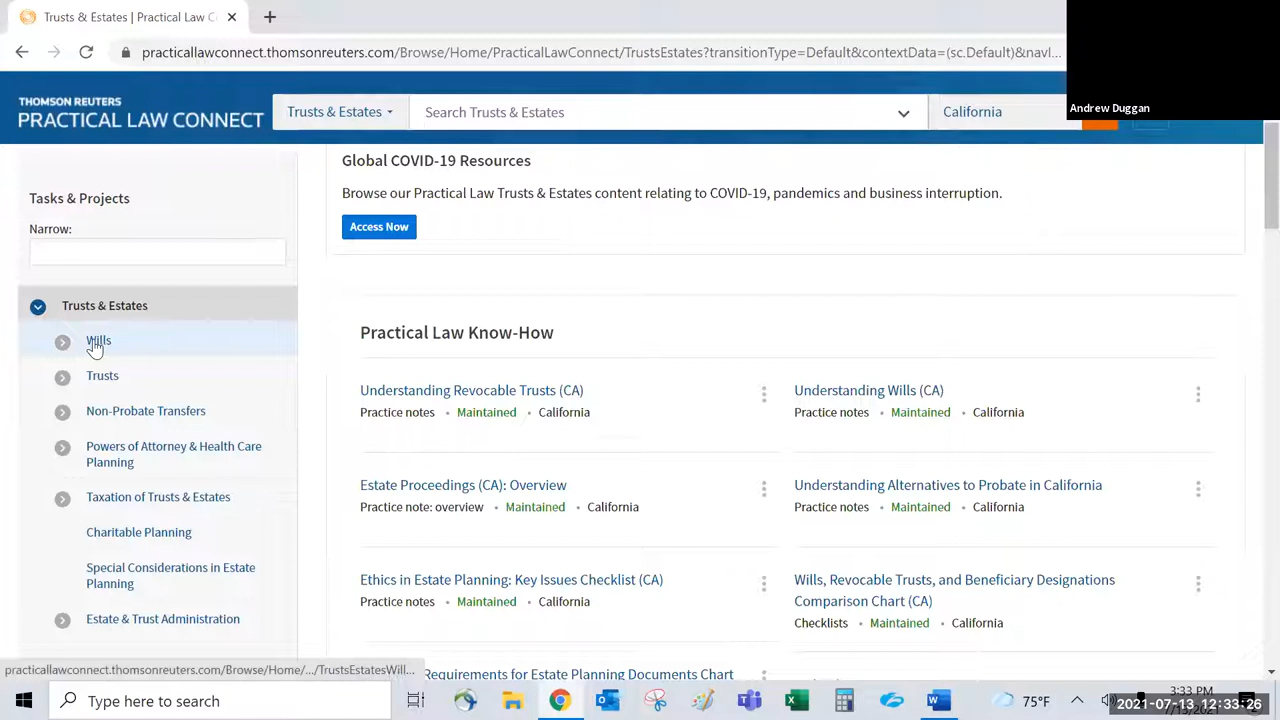 Trusts & Estates | Practical Law C
practicallawconnect.thomsonreuters.com/Browse/Home/PracticalLawConnect/TrustsEstates?transitionType=Default&contextData=(sc.Default)&navI...
Andrew Duggan
THOMSON REUTERS
PRACTICAL LAW CONNECT
Trusts & Estates
Search Trusts & Estates
California
Tasks & Projects
Narrow:
Trusts & Estates
Wills
Trusts
Non-Probate Transfers
Powers of Attorney & Health Care
Planning
Taxation of Trusts & Estates
Charitable Planning
Special Considerations in Estate
Planning
Estate & Trust Administration
Global COVID-19 Resources
Browse our Practical Law Trusts & Estates content relating to COVID-19, pandemics and business interruption.
Access Now
Practical Law Know-How
Understanding Revocable Trusts (CA)
Practice notes • Maintained • California
Understanding Wills (CA)
Practice notes • Maintained • California
Estate Proceedings (CA): Overview
Practice note: overview • Maintained • California
Understanding Alternatives to Probate in California
Practice notes • Maintained • California
Ethics in Estate Planning: Key Issues Checklist (CA)
Practice notes • Maintained • California
Wills, Revocable Trusts, and Beneficiary Designations
Comparison Chart (CA)
Checklists • Maintained • California
Requirements for Estate Planning Documents Chart
practicallawconnect.thomsonreuters.com/Browse/Home/.../TrustsEstatesWill...
Type here to search
75°F
3:33 PM
2021-07-13 12:33:26